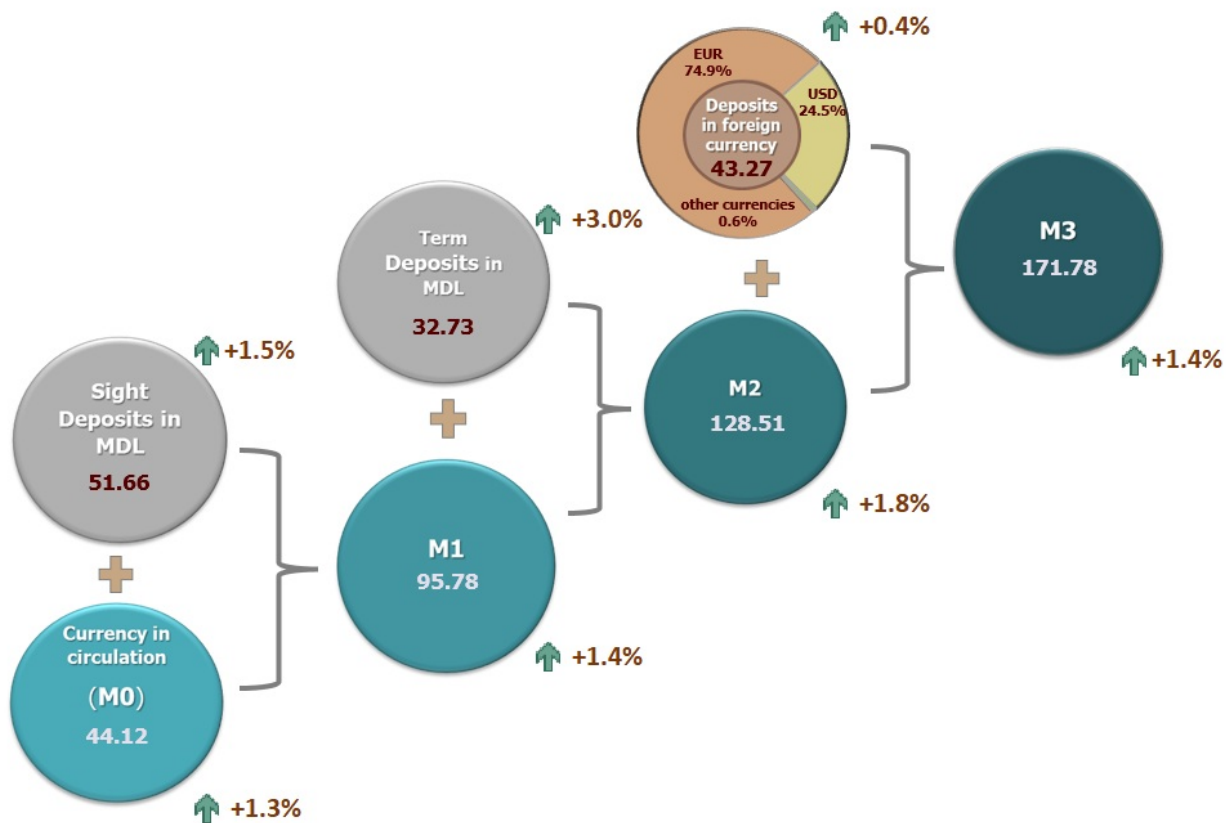 Sight
Deposits in
MDL
51.66
+1.5%
Currency in
circulation
(M0)
44.12
+1.3%
Term
Deposits in
MDL
32.73
+3.0%
M1
95.78
+1.4%
EUR
74.9%
USD
24.5%
Deposits
in foreign
currency
43.27
other currencies
0.6%
+0.4%
M2
128.51
+1.8%
M3
171.78
+1.4%